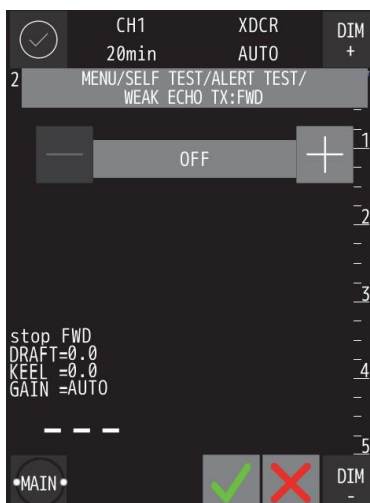 CH1 XDCR DIM
20min AUTO +
2 MENU/SELF TEST/ALERT TEST/
WEAK ECHO TX:FWD
OFF
1
2
3
stop FWD
DRAFT=0.0
KEEL =0.0
4
GAIN =AUTO
– – –
5
•MAIN• DIM
-